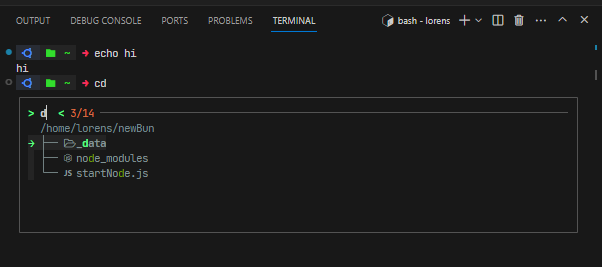 OUTPUT DEBUG CONSOLE PORTS PROBLEMS TERMINAL bash - lorens
~ → echo hi
hi
~ → cd
> d < 3/14
/home/lorens/newBun
→ ├── _data
├── node_modules
└── JS startNode.js